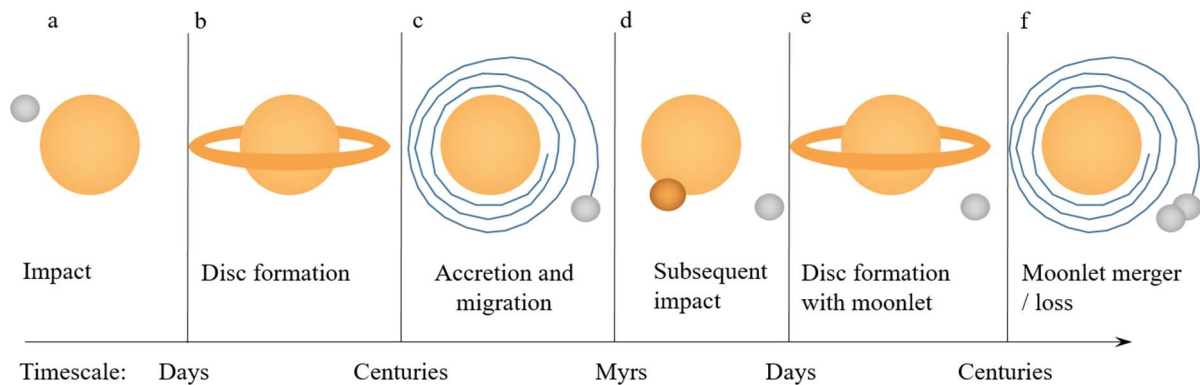 a
b
c
d
e
f
Impact
Disc formation
Accretion and
migration
Subsequent
impact
Disc formation
with moonlet
Moonlet merger
/ loss
Timescale: Days Centuries Myrs Days Centuries